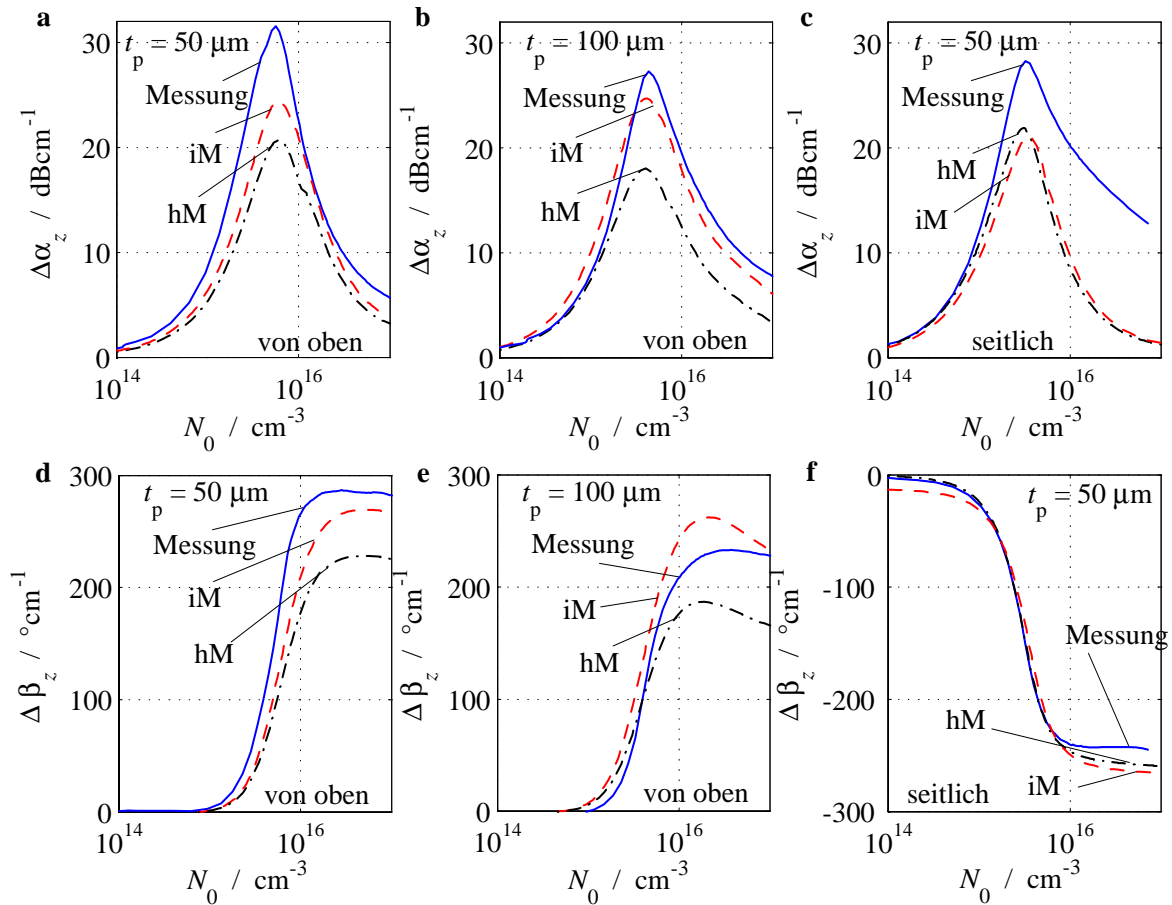 a
t_p = 50 µm
Messung
iM
hM
von oben
30
20
10
0
10^14
10^16
Δα_z / dBcm^-1
N_0 / cm^-3
b
t_p = 100 µm
Messung
iM
hM
von oben
30
20
10
0
10^14
10^16
Δα_z / dBcm^-1
N_0 / cm^-3
c
t_p = 50 µm
Messung
hM
iM
seitlich
30
20
10
0
10^14
10^16
Δα_z / dBcm^-1
N_0 / cm^-3
d
t_p = 50 µm
Messung
iM
hM
von oben
300
200
100
0
10^14
10^16
Δ β_z / °cm^-1
N_0 / cm^-3
e
t_p = 100 µm
Messung
iM
hM
von oben
300
200
100
0
10^14
10^16
Δ β_z / °cm^-1
N_0 / cm^-3
f
t_p = 50 µm
Messung
hM
iM
seitlich
0
-100
-200
-300
10^14
10^16
Δ β_z / °cm^-1
N_0 / cm^-3